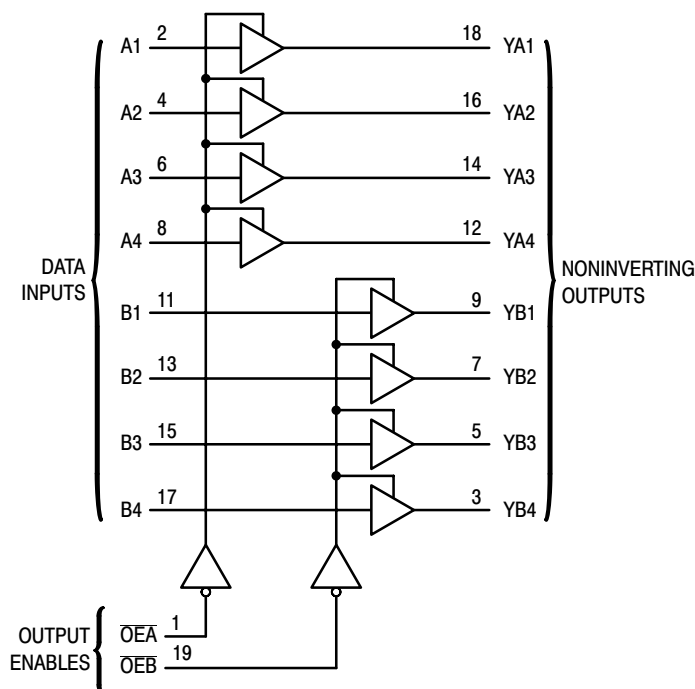 A1 2 18 YA1
A2 4 16 YA2
A3 6 14 YA3
A4 8 12 YA4
DATA
INPUTS
NONINVERTING
OUTPUTS
B1 11 9 YB1
B2 13 7 YB2
B3 15 5 YB3
B4 17 3 YB4
OUTPUT
ENABLES
O̅E̅A̅ 1
O̅E̅B̅ 19